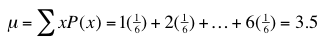 μ = ∑ xP(x) = 1(1/6) + 2(1/6) + … + 6(1/6) = 3.5